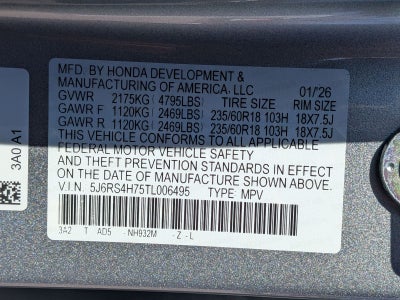 MFD. BY HONDA DEVELOPMENT &
MANUFACTURING OF AMERICA, LLC 01/'26
GVWR 2175KG ( 4795LBS) TIRE SIZE RIM SIZE
GAWR F 1120KG ( 2469LBS) 235/60R18 103H 18X7.5J
GAWR R 1120KG ( 2469LBS) 235/60R18 103H 18X7.5J
THIS VEHICLE CONFORMS TO ALL APPLICABLE
FEDERAL MOTOR VEHICLE SAFETY
AND THEFT PREVENTION STANDARDS IN EFFECT
ON THE DATE OF MANUFACTURE SHOWN ABOVE.
V.I.N. 5J6RS4H75TL006495 TYPE MPV
3A2 T AD5 - NH932M - Z - L
3A0 A1